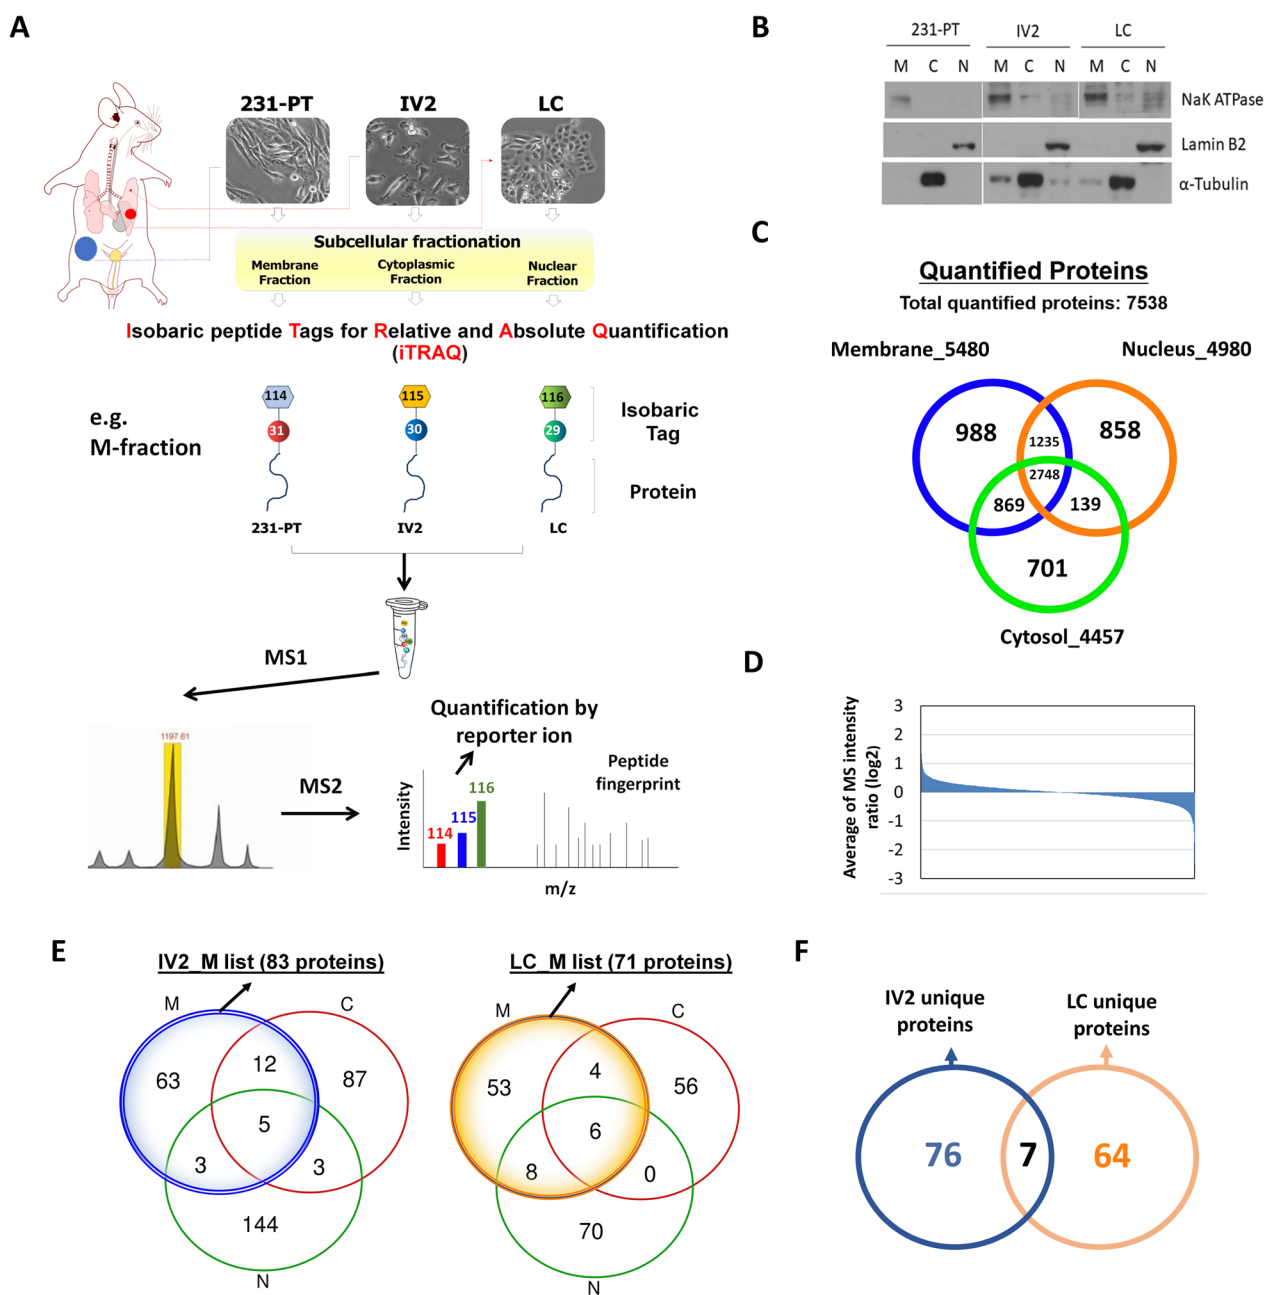 A
231-PT
IV2
LC
Subcellular fractionation
Membrane
Fraction
Cytoplasmic
Fraction
Nuclear
Fraction
Isobaric peptide Tags for Relative and Absolute Quantification
(iTRAQ)
e.g.
M-fraction
114
115
116
31
30
29
Isobaric
Tag
Protein
231-PT
IV2
LC
MS1
1197.61
MS2
Quantification by
reporter ion
Peptide
fingerprint
Intensity
114
115
116
m/z
B
231-PT
IV2
LC
M C N M C N M C N
NaK ATPase
Lamin B2
α-Tubulin
C
Quantified Proteins
Total quantified proteins: 7538
Membrane_5480
Nucleus_4980
988
1235
858
2748
869
139
701
Cytosol_4457
D
Average of MS intensity
ratio (log2)
3
2
1
0
-1
-2
-3
E
IV2_M list (83 proteins)
M
C
63
12
87
5
3
3
144
N
LC_M list (71 proteins)
M
C
53
4
56
6
8
0
70
N
F
IV2 unique
proteins
LC unique
proteins
76
7
64